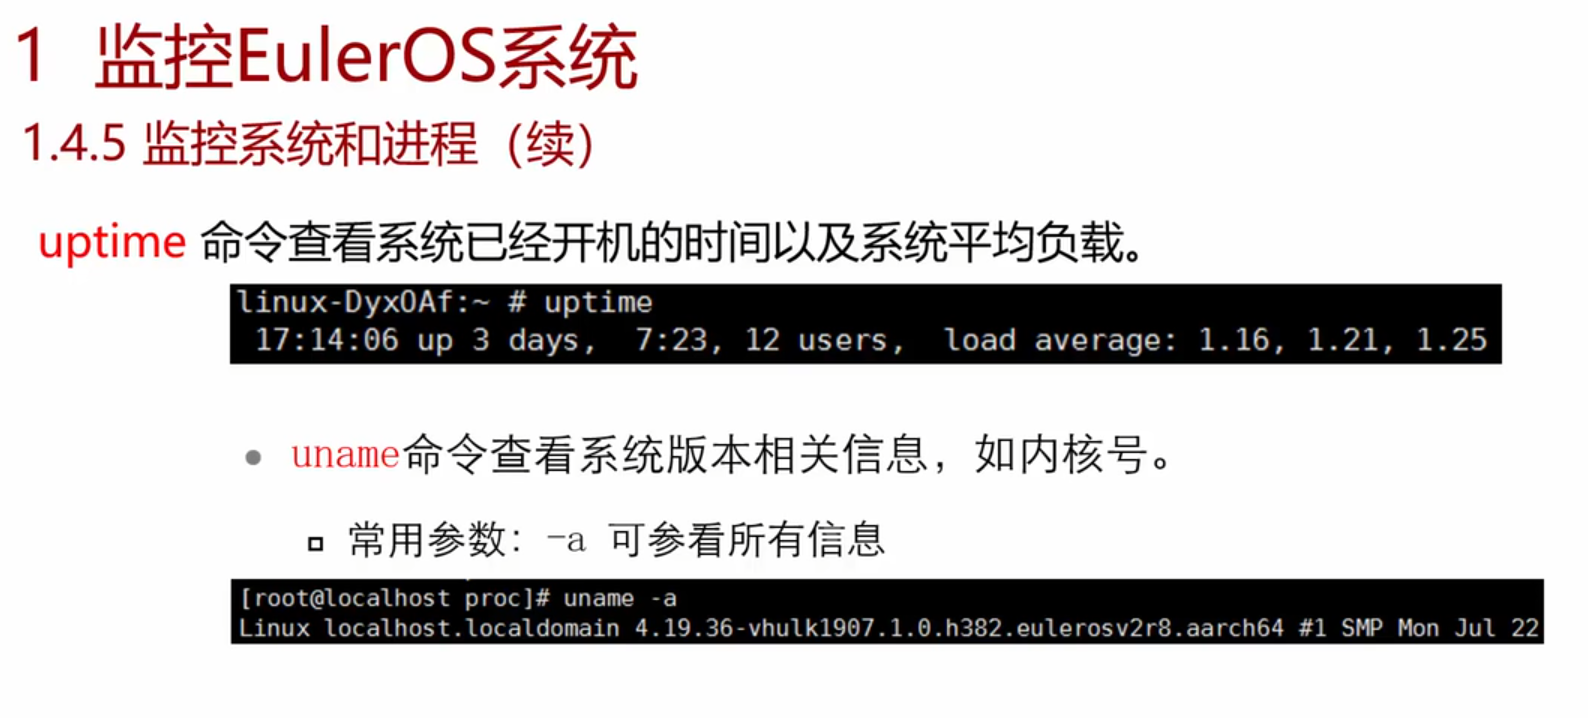 1 监控EulerOS系统
1.4.5 监控系统和进程（续）
uptime 命令查看系统已经开机的时间以及系统平均负载。
linux-DyxOAf:~ # uptime
17:14:06 up 3 days,  7:23, 12 users,  load average: 1.16, 1.21, 1.25
● uname命令查看系统版本相关信息，如内核号。
▫ 常用参数：-a 可参看所有信息
[root@localhost proc]# uname -a
Linux localhost.localdomain 4.19.36-vhulk1907.1.0.h382.eulerosv2r8.aarch64 #1 SMP Mon Jul 22